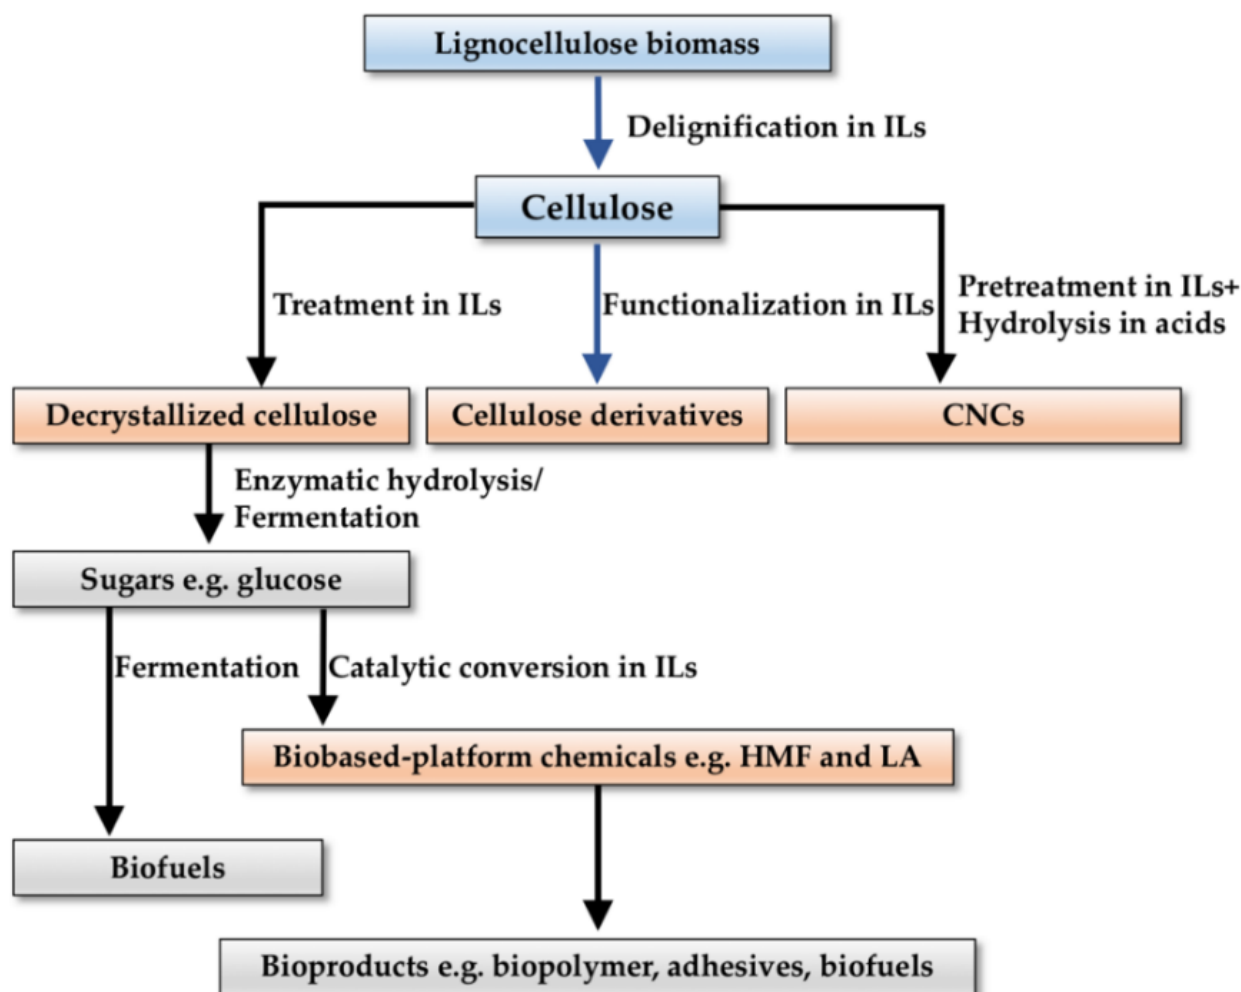 Lignocellulose biomass
Delignification in ILs
Cellulose
Treatment in ILs
Functionalization in ILs
Pretreatment in ILs+
Hydrolysis in acids
Decrystallized cellulose
Cellulose derivatives
CNCs
Enzymatic hydrolysis/
Fermentation
Sugars e.g. glucose
Fermentation
Catalytic conversion in ILs
Biobased-platform chemicals e.g. HMF and LA
Biofuels
Bioproducts e.g. biopolymer, adhesives, biofuels